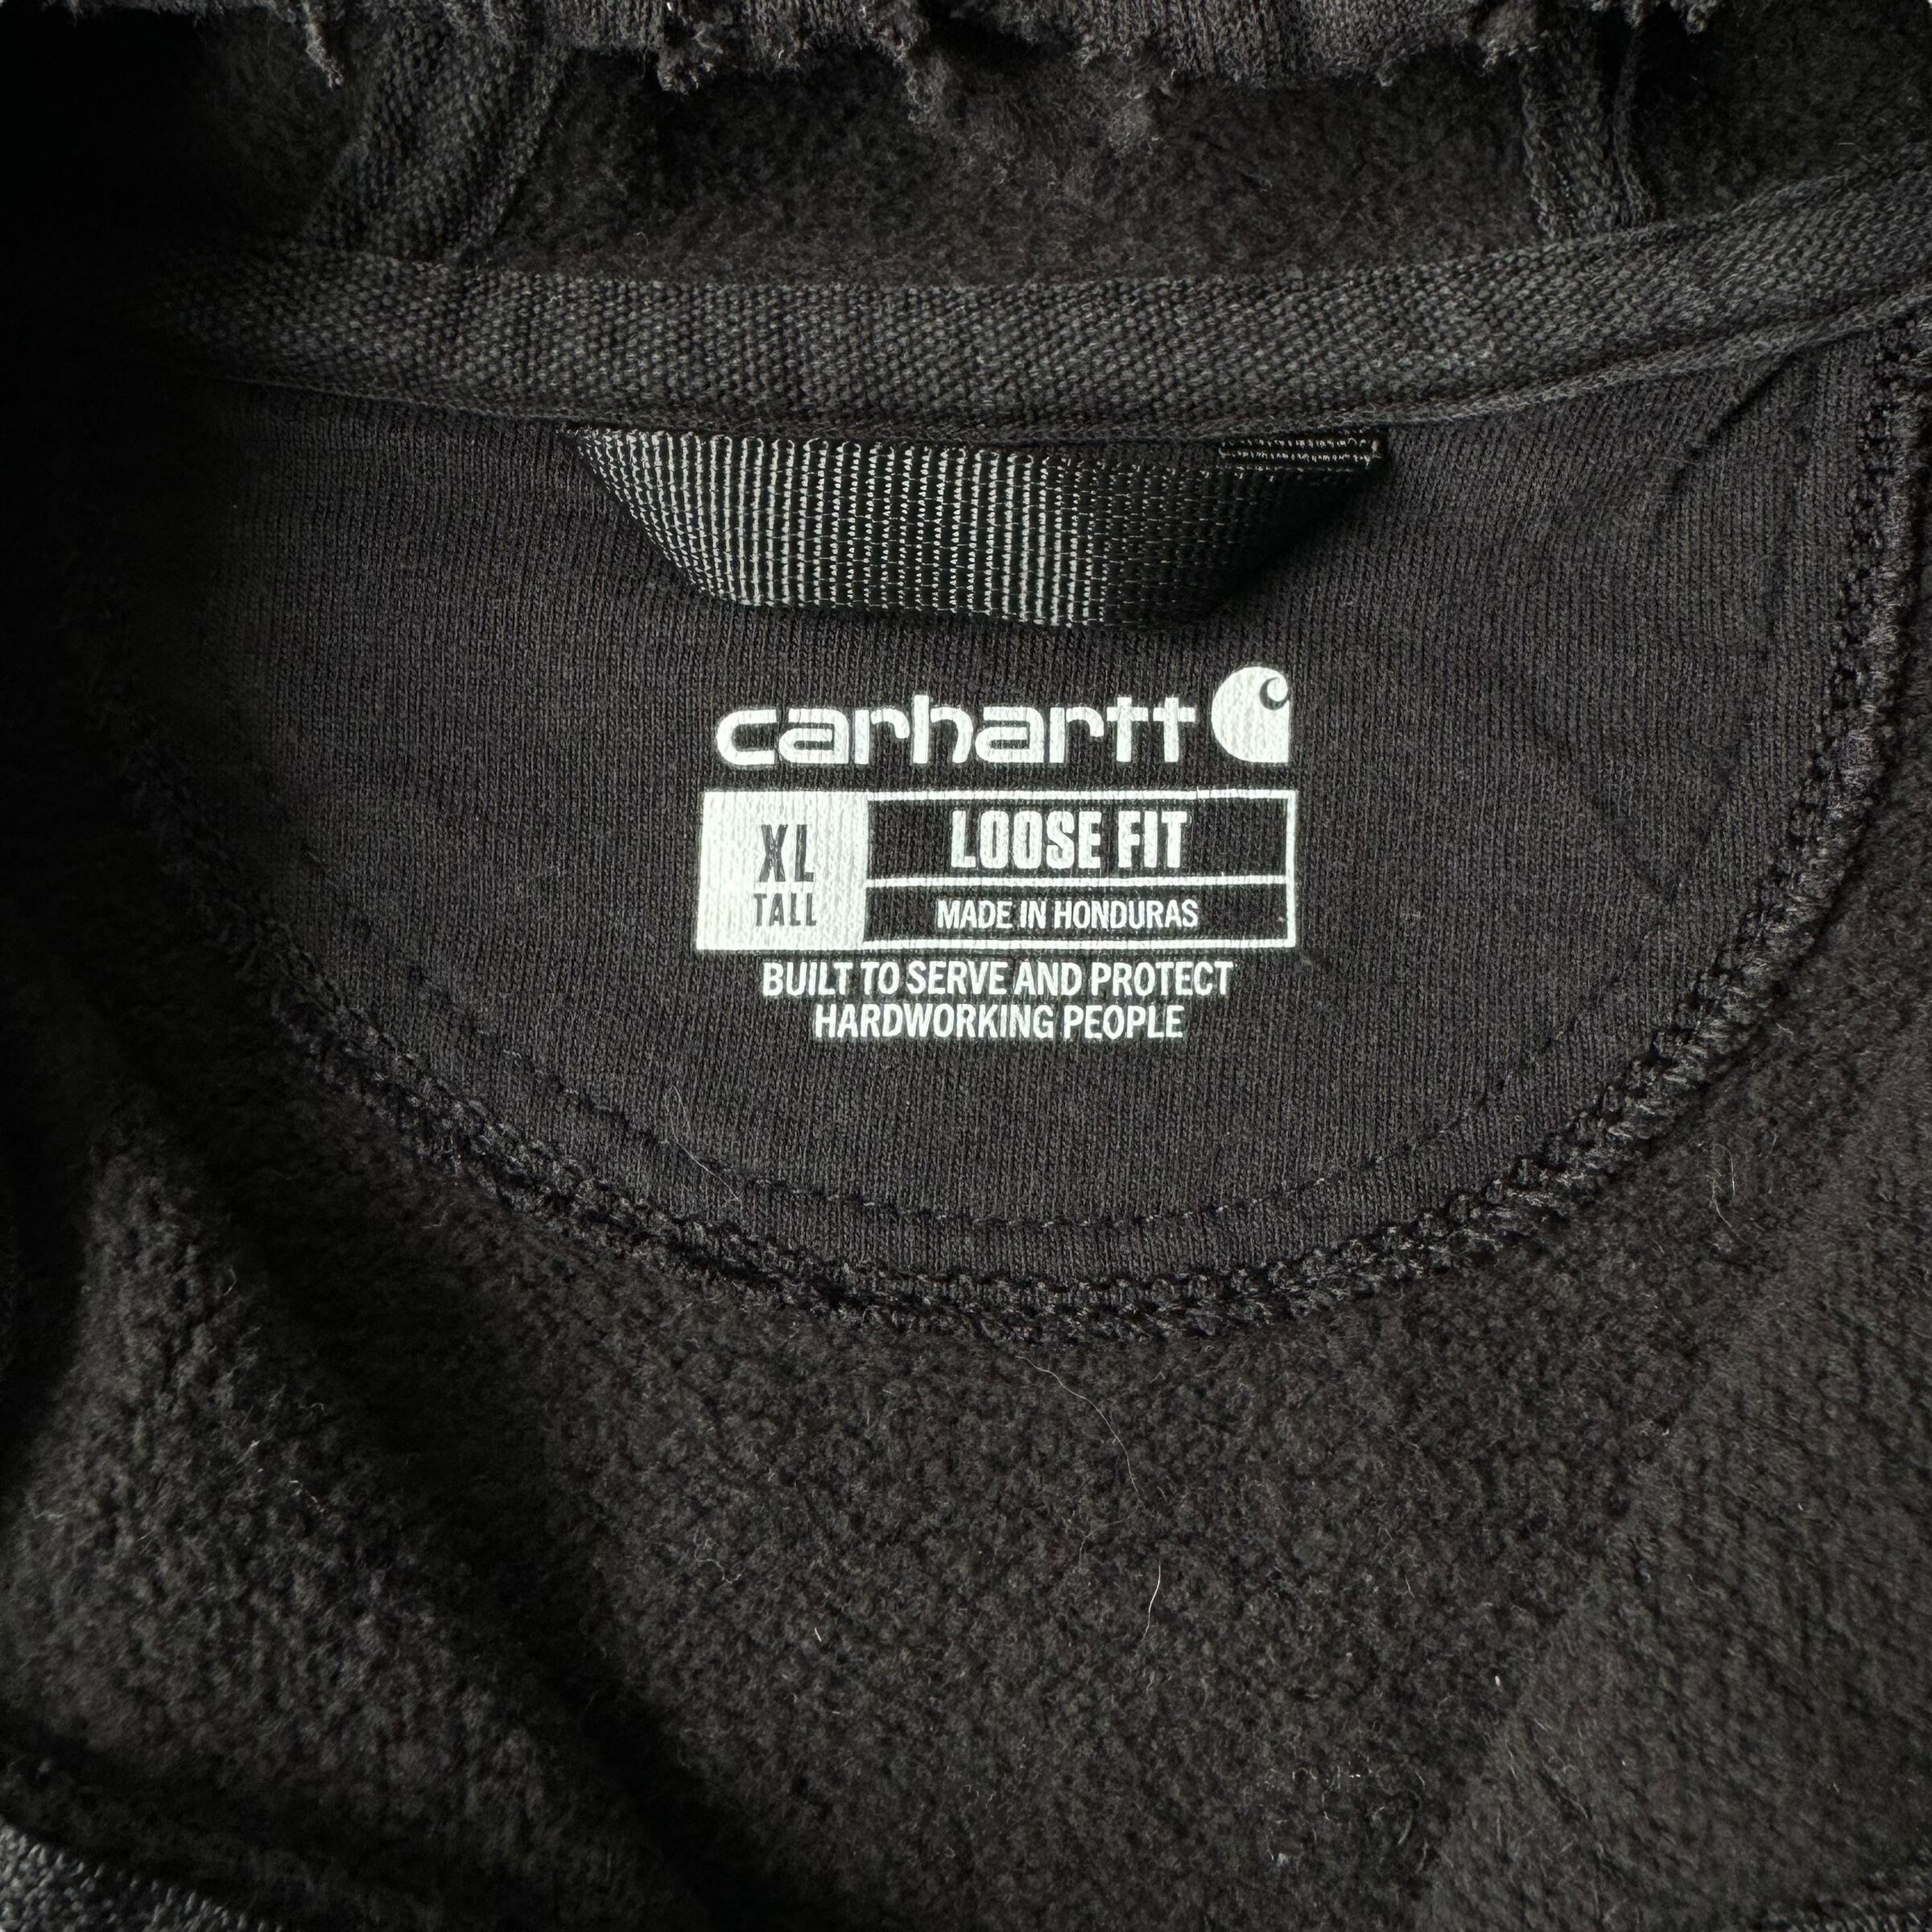 carhartt
XL
TALL
LOOSE FIT
MADE IN HONDURAS
BUILT TO SERVE AND PROTECT
HARDWORKING PEOPLE